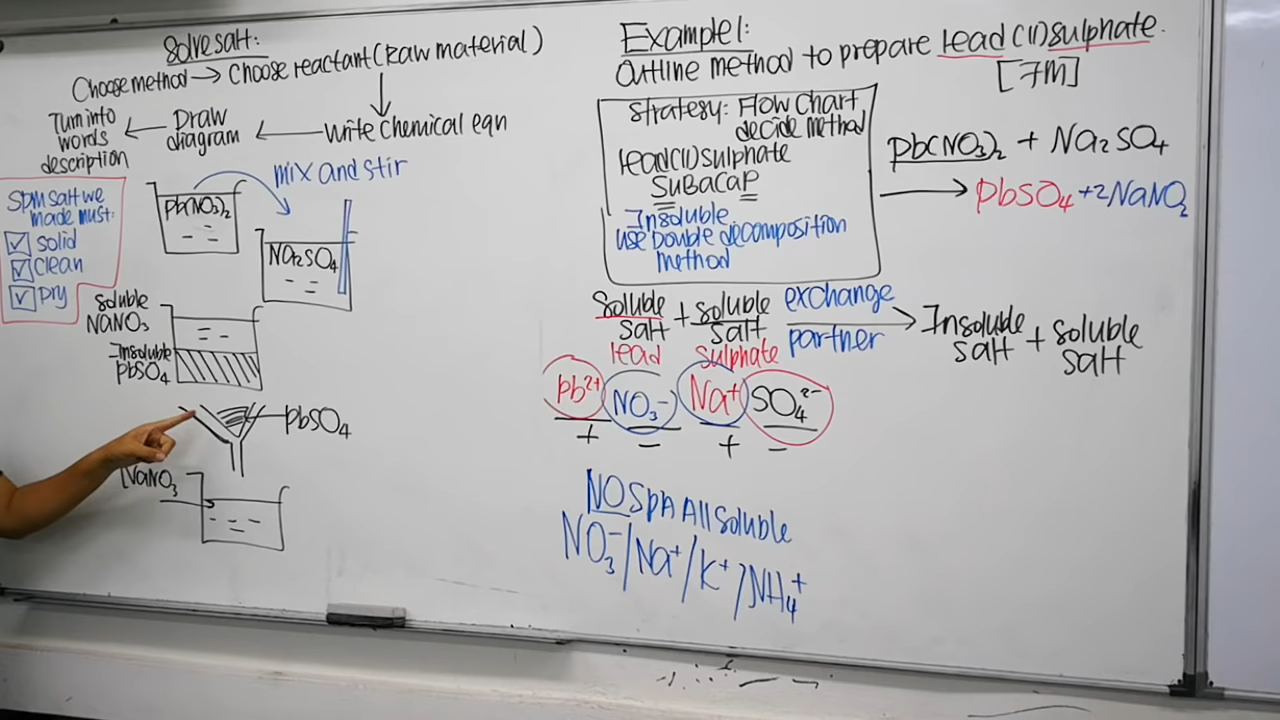 Solve salt:
Choose method → Choose reactant (Raw material)
Write Chemical eqn
Draw diagram
Turn into words description
SPM salt we
made must:
☑ solid
☑ clean
☑ Dry
mix and stir
Pb(NO₃)₂
Na₂SO₄
soluble
NaNO₃
Insoluble
PbSO₄
PbSO₄
NaNO₃
Example 1:
Outline method to prepare Lead (II) sulphate.
[7M]
Strategy: Flow Chart
decide method
Lead (II) sulphate
SuBaCaP
Insoluble
use Double decomposition
method
Pb(NO₃)₂ + Na₂SO₄
→ PbSO₄ + 2NaNO₂
Soluble salt + soluble salt exchange partner → Insoluble salt + soluble salt
lead sulphate
Pb²⁺ NO₃⁻ Na⁺ SO₄²⁻
+ − + −
NO SPA All Soluble
NO₃⁻/Na⁺/K⁺/NH₄⁺